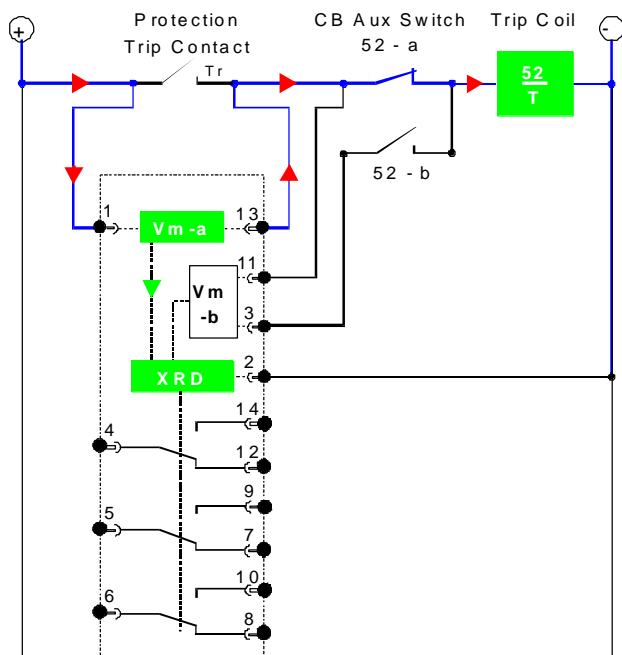 Protection CB Aux Switch Trip Coil
+ Trip Contact 52 - a -
Tr
52
T
52 - b
1 13
Vm-a
11
Vm
-b
3
2
XRD
14
4 12
9
5 7
10
6 8